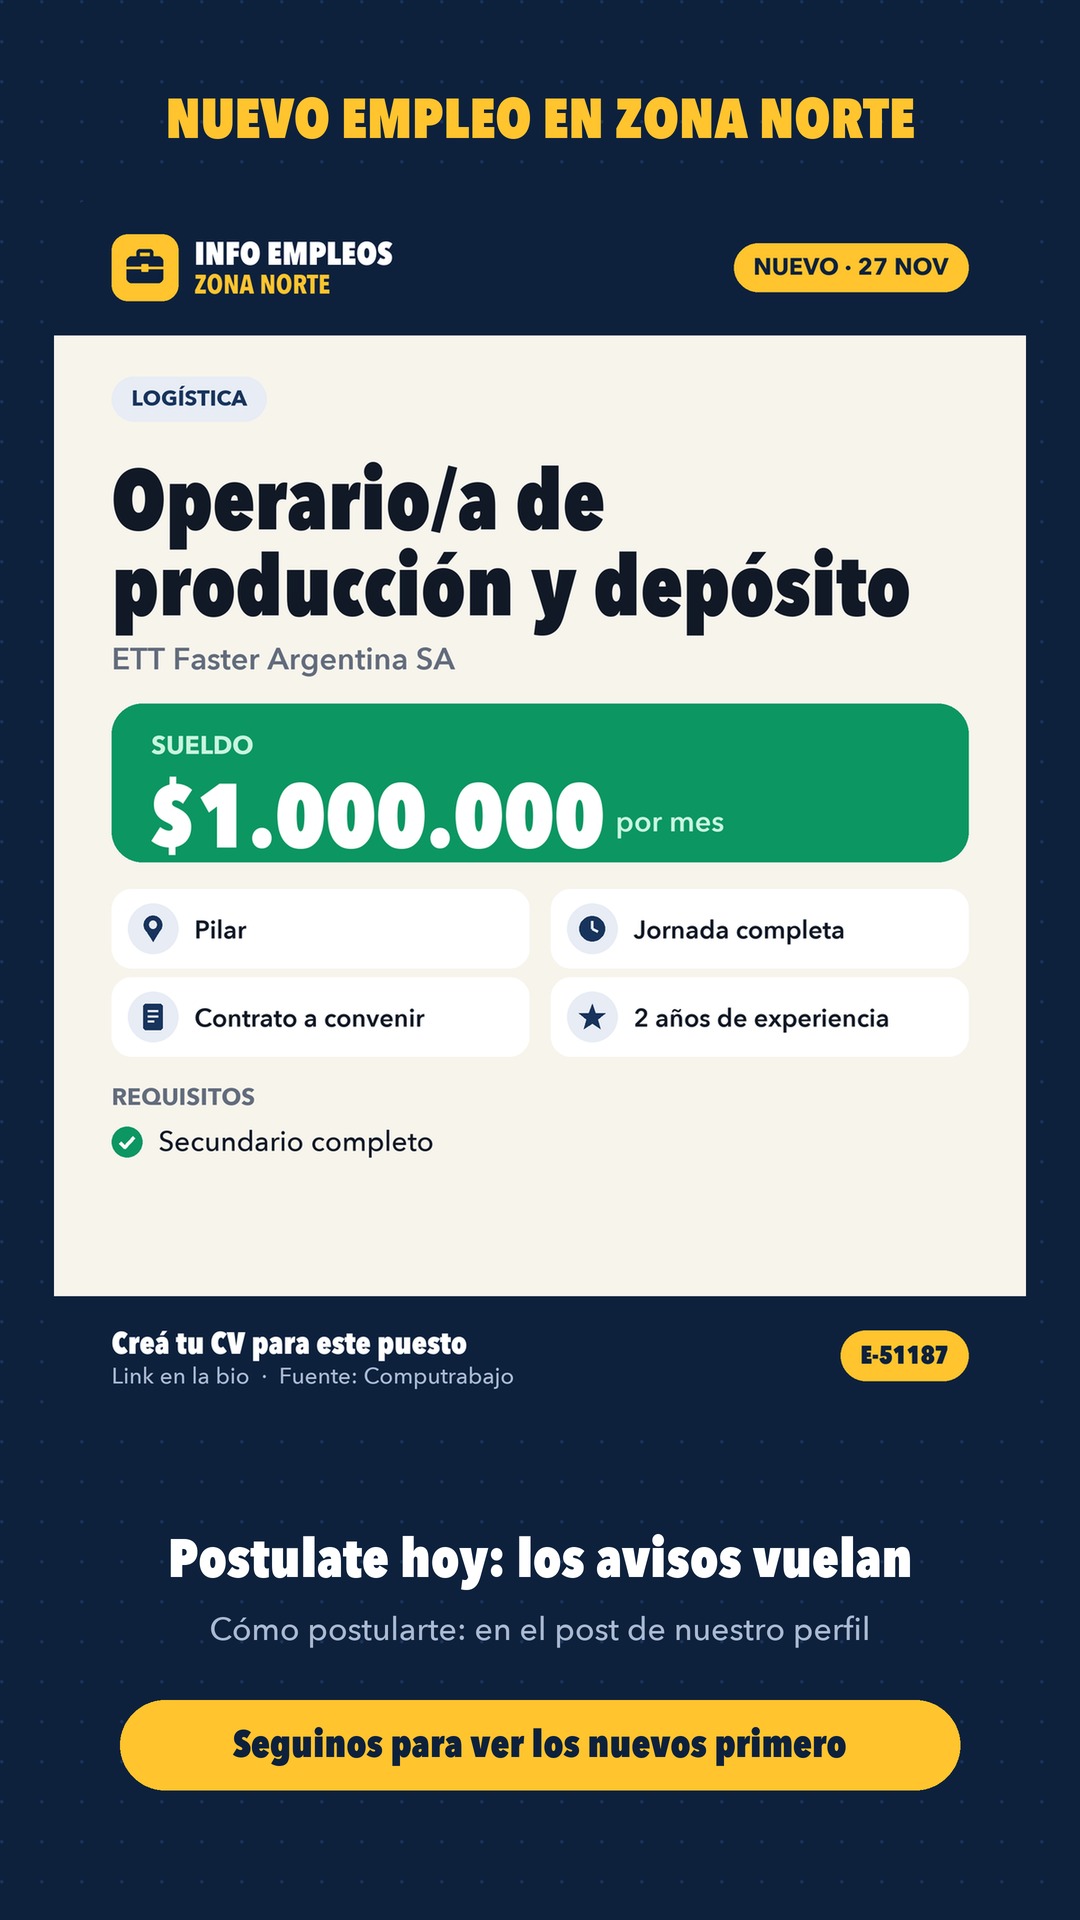 NUEVO EMPLEO EN ZONA NORTE
INFO EMPLEOS
ZONA NORTE
NUEVO · 27 NOV
LOGÍSTICA
Operario/a de
producción y depósito
ETT Faster Argentina SA
SUELDO
$1.000.000 por mes
Pilar
Jornada completa
Contrato a convenir
2 años de experiencia
REQUISITOS
Secundario completo
Creá tu CV para este puesto
Link en la bio · Fuente: Computrabajo
E-51187
Postulate hoy: los avisos vuelan
Cómo postularte: en el post de nuestro perfil
Seguinos para ver los nuevos primero